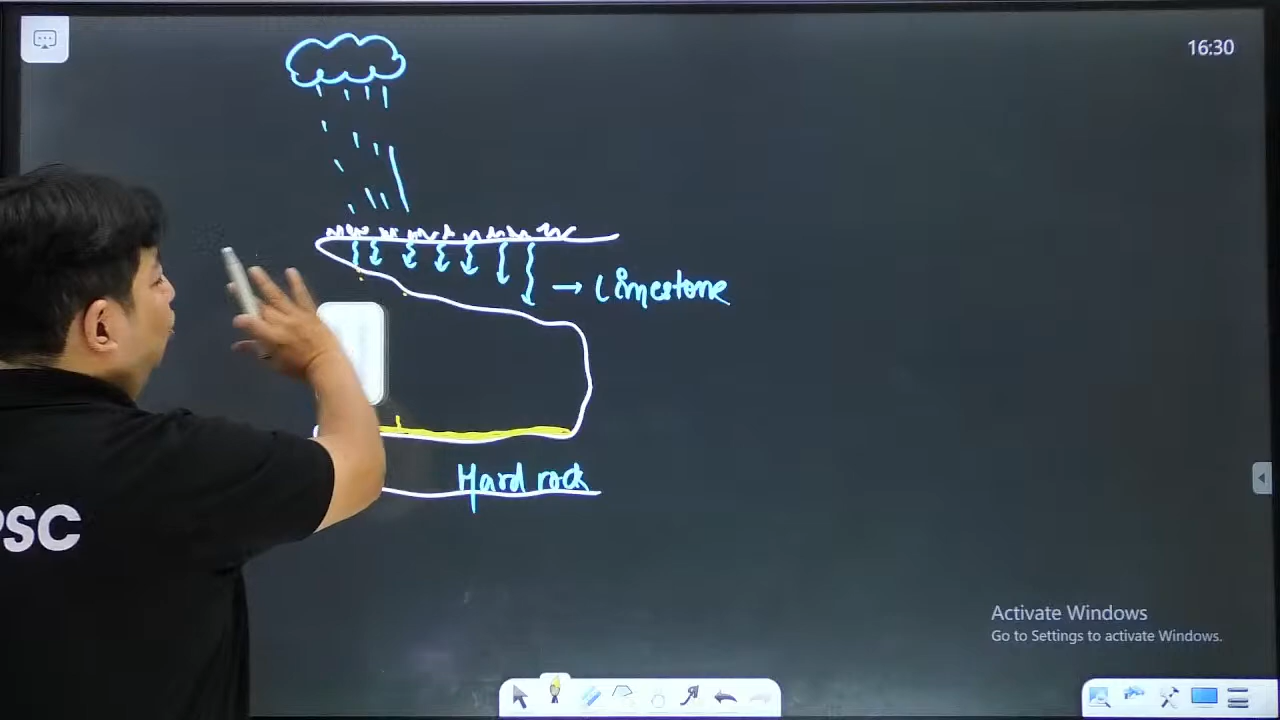 16:30
Limestone
Hard rock
PSC
Activate Windows
Go to Settings to activate Windows.